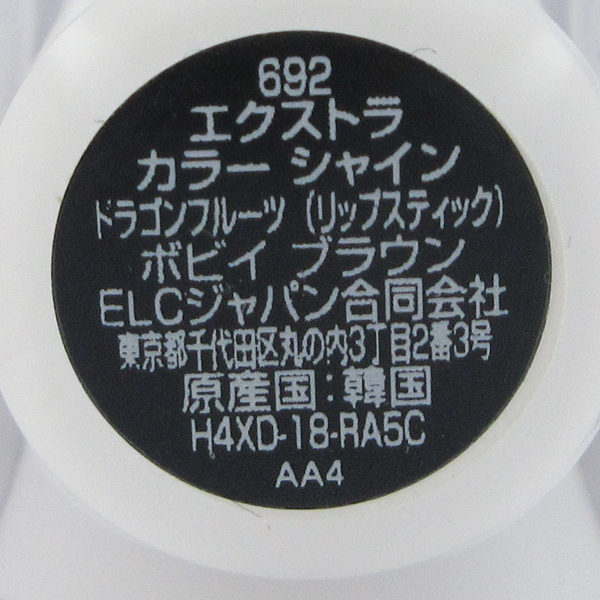 692
エクストラ
カラー シャイン
ドラゴンフルーツ (リップスティック)
ボビイ ブラウン
ELCジャパン合同会社
東京都千代田区丸の内3丁目2番3号
原産国:韓国
H4XD-18-RA5C
AA4